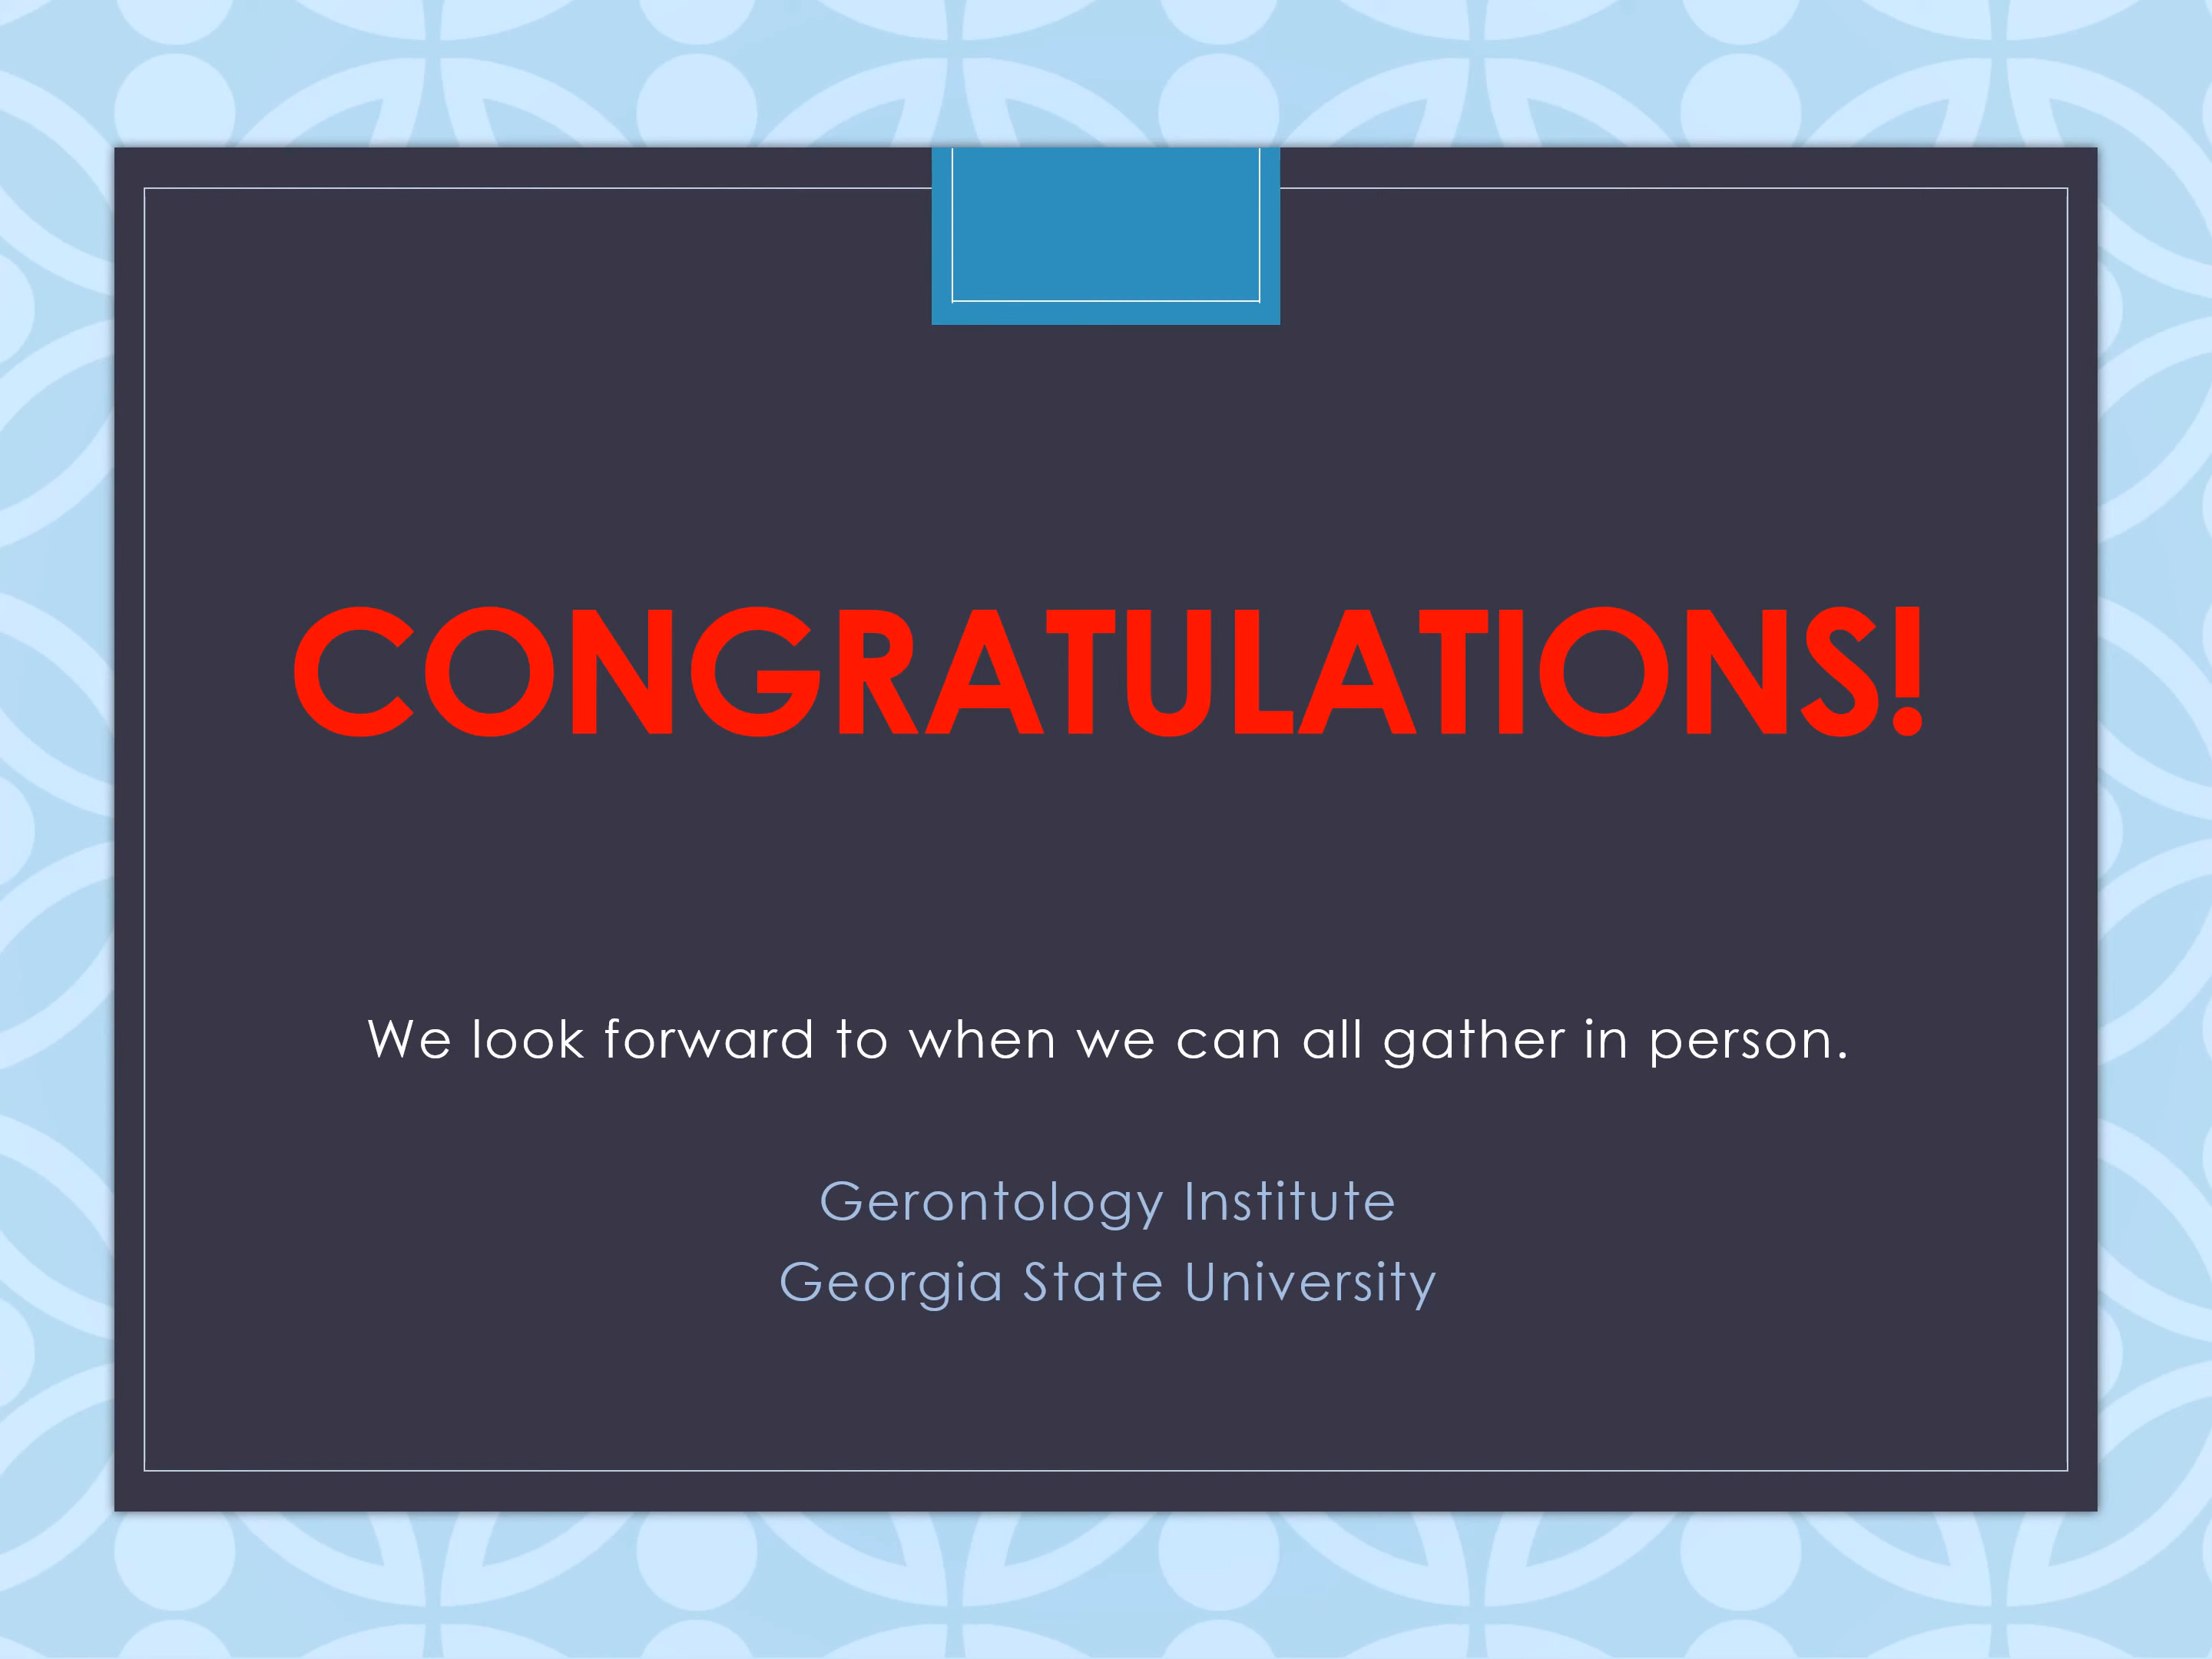 CONGRATULATIONS!
We look forward to when we can all gather in person.
Gerontology Institute
Georgia State University